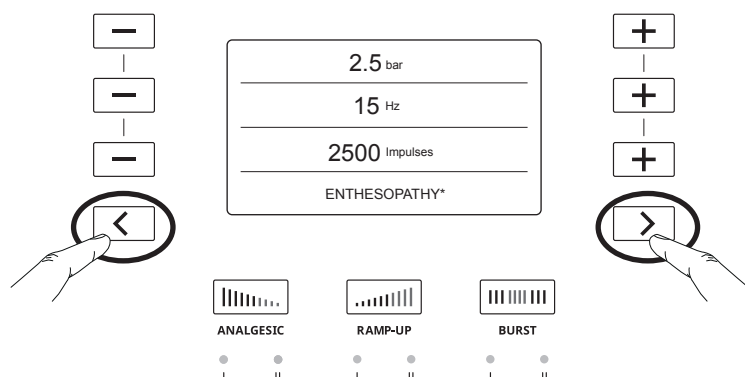 2.5 bar
15 Hz
2500 Impulses
ENTHESOPATHY*
ANALGESIC RAMP-UP BURST
I II I II I II